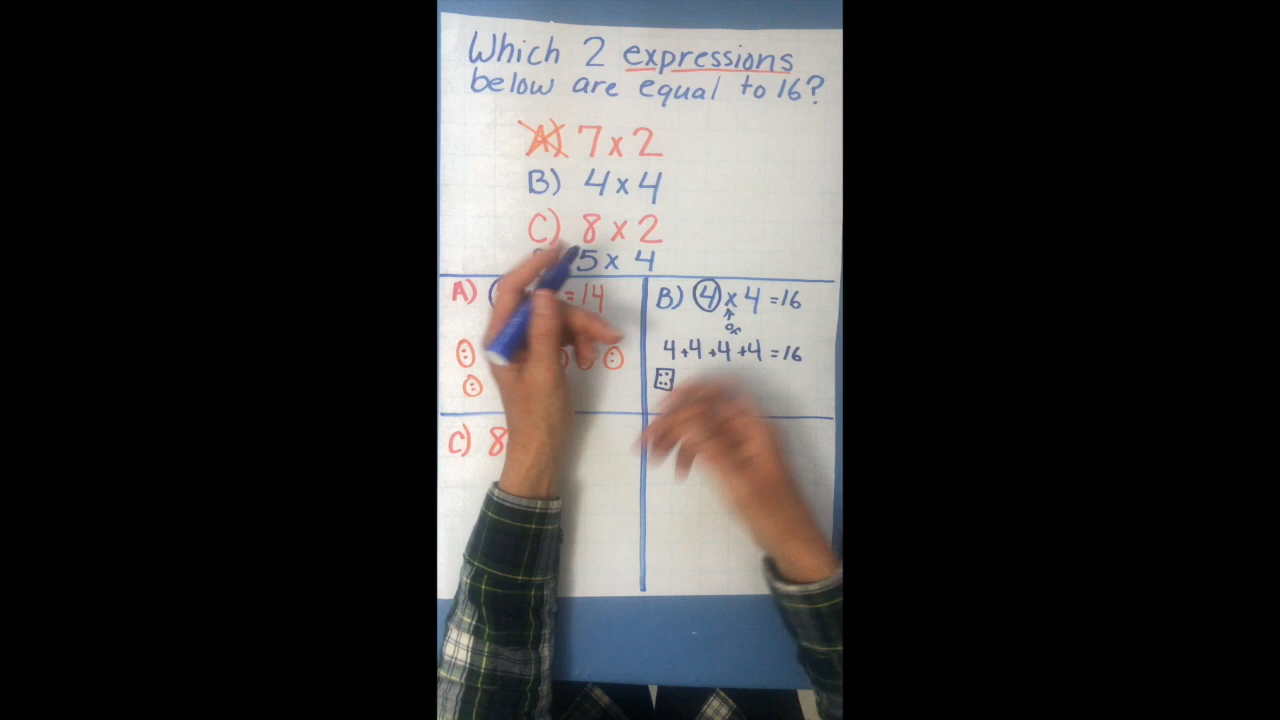 Which 2 expressions
below are equal to 16?
A) 7 x 2
B) 4 x 4
C) 8 x 2
5 x 4
A) = 14
B) 4 x 4 = 16
of
4 + 4 + 4 + 4 = 16
C) 8